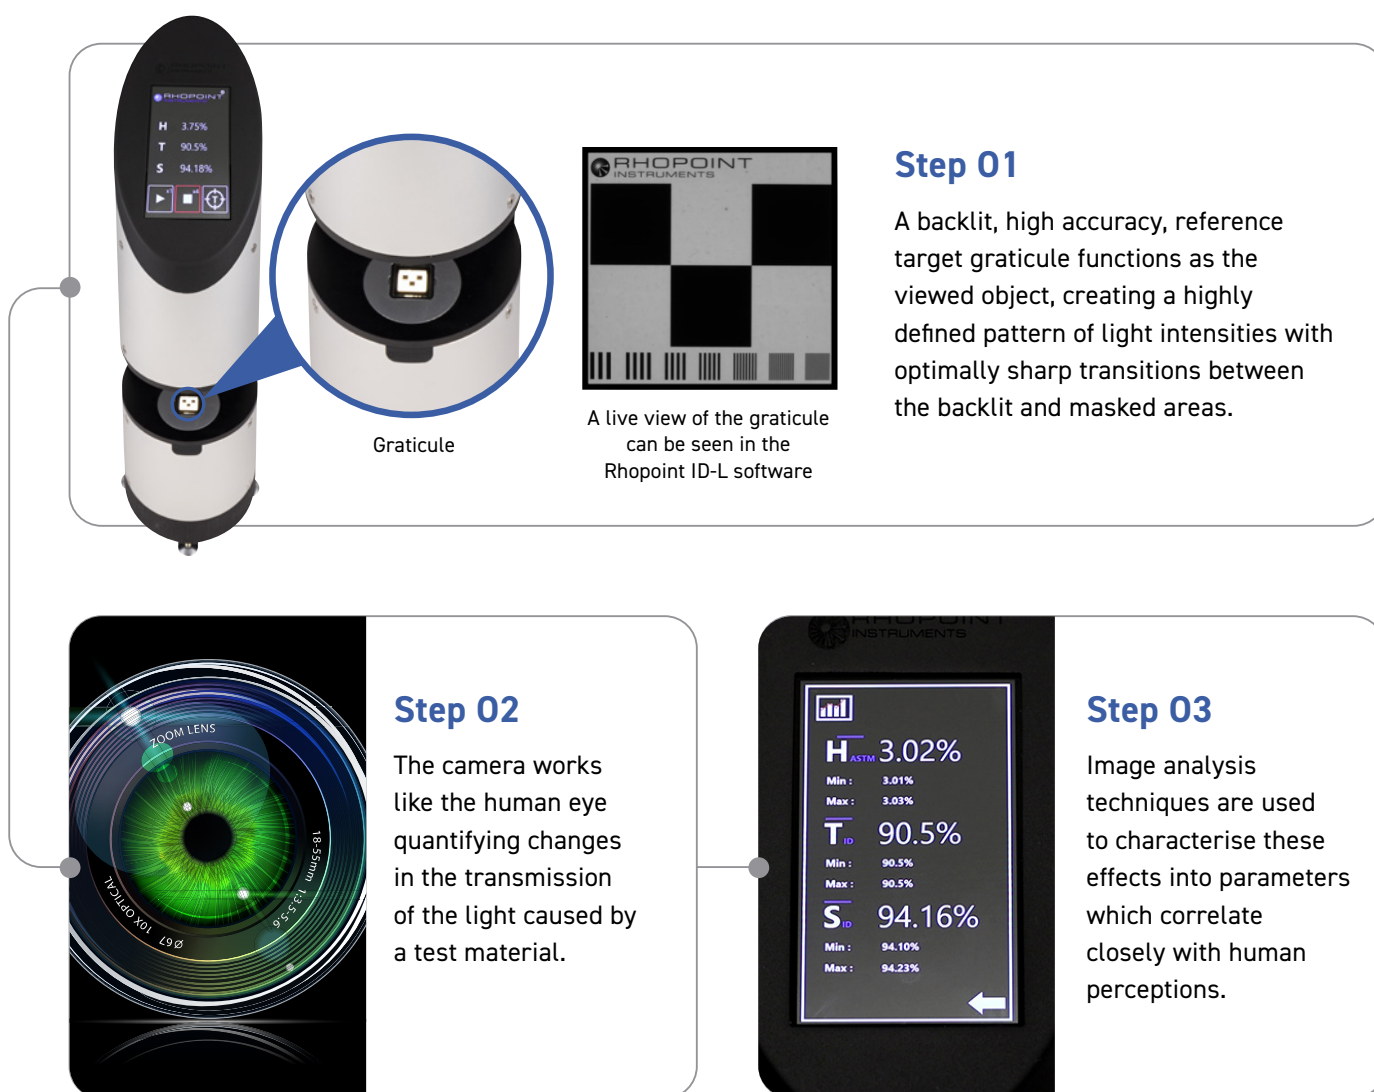 RHOPOINT
INSTRUMENTS
H 3.75%
T 90.5%
S 94.18%
x1
T
Graticule
RHOPOINT
INSTRUMENTS
A live view of the graticule
can be seen in the
Rhopoint ID-L software
Step 01
A backlit, high accuracy, reference
target graticule functions as the
viewed object, creating a highly
defined pattern of light intensities with
optimally sharp transitions between
the backlit and masked areas.
ZOOM LENS
18-55mm 1:3.5-5.6
Ø67 10X OPTICAL
Step 02
The camera works
like the human eye
quantifying changes
in the transmission
of the light caused by
a test material.
RHOPOINT
INSTRUMENTS
H ASTM 3.02%
Min : 3.01%
Max : 3.03%
T ID 90.5%
Min : 90.5%
Max : 90.5%
S ID 94.16%
Min : 94.10%
Max : 94.23%
Step 03
Image analysis
techniques are used
to characterise these
effects into parameters
which correlate
closely with human
perceptions.